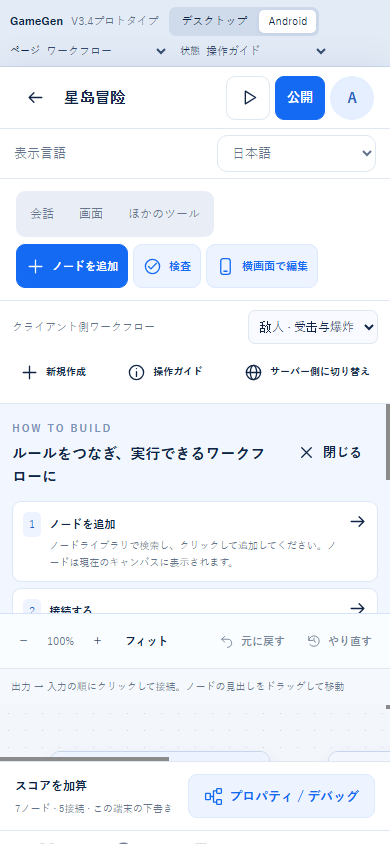 GameGen V3.4プロトタイプ デスクトップ Android
ページ ワークフロー 状態 操作ガイド
星岛冒险 公開 A
表示言語 日本語
会話 画面 ほかのツール
ノードを追加 検査 横画面で編集
クライアント側ワークフロー 敌人 · 受击与爆炸
新規作成 操作ガイド サーバー側に切り替え
HOW TO BUILD
ルールをつなぎ、実行できるワークフ
ローに
閉じる
1 ノードを追加
ノードライブラリで検索し、クリックして追加してください。ノ
ードは現在のキャンバスに表示されます。
2 接続する
− 100% + フィット 元に戻す やり直す
出力 → 入力の順にクリックして接続。ノードの見出しをドラッグして移動
スコアを加算
7ノード · 5接続 · この端末の下書き
プロパティ / デバッグ